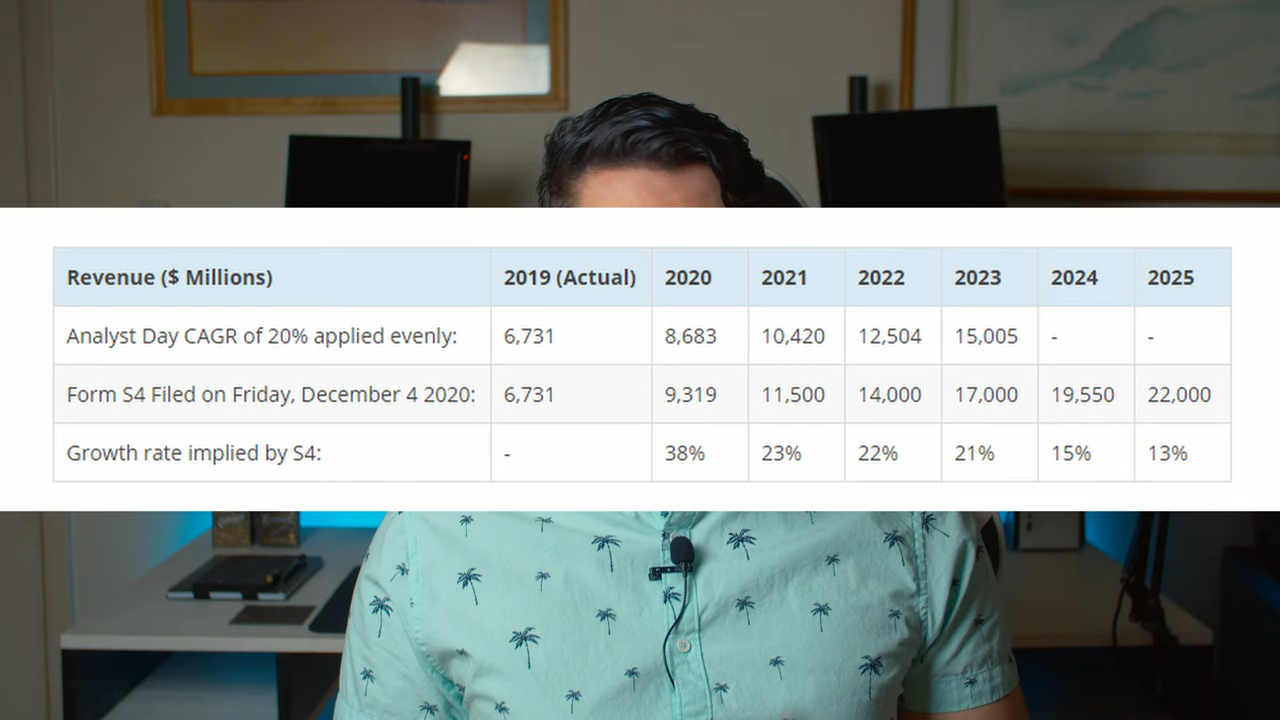 Revenue ($ Millions) 2019 (Actual) 2020 2021 2022 2023 2024 2025
Analyst Day CAGR of 20% applied evenly: 6,731 8,683 10,420 12,504 15,005 - -
Form S4 Filed on Friday, December 4 2020: 6,731 9,319 11,500 14,000 17,000 19,550 22,000
Growth rate implied by S4: - 38% 23% 22% 21% 15% 13%